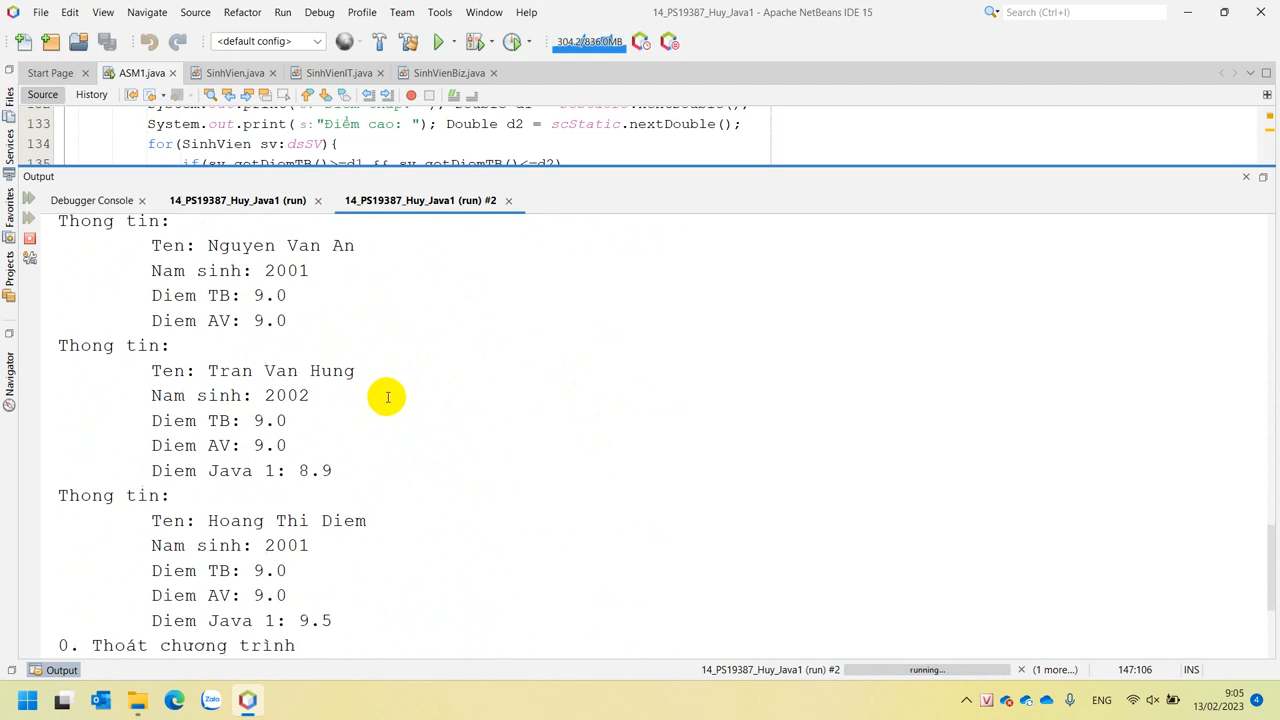 File Edit View Navigate Source Refactor Run Debug Profile Team Tools Window Help 14_PS19387_Huy_Java1 - Apache NetBeans IDE 15 Search (Ctrl+I)
<default config> 304.2/836.0MB
Start Page ASM1.java SinhVien.java SinhVienIT.java SinhVienBiz.java
Source History
133 System.out.print( s: "Điểm cao: "); Double d2 = scStatic.nextDouble();
134 for(SinhVien sv:dsSV){
135 if(sv.getDiemTB()>=d1 && sv.getDiemTB()<=d2)
Output
Debugger Console 14_PS19387_Huy_Java1 (run) 14_PS19387_Huy_Java1 (run) #2
Thong tin:
Ten: Nguyen Van An
Nam sinh: 2001
Diem TB: 9.0
Diem AV: 9.0
Thong tin:
Ten: Tran Van Hung
Nam sinh: 2002
Diem TB: 9.0
Diem AV: 9.0
Diem Java 1: 8.9
Thong tin:
Ten: Hoang Thi Diem
Nam sinh: 2001
Diem TB: 9.0
Diem AV: 9.0
Diem Java 1: 9.5
0. Thoát chương trình
Files
Services
Favorites
Projects
Navigator
Output 14_PS19387_Huy_Java1 (run) #2 running... (1 more...) 147:106 INS
Zalo V ENG 9:05 4
13/02/2023